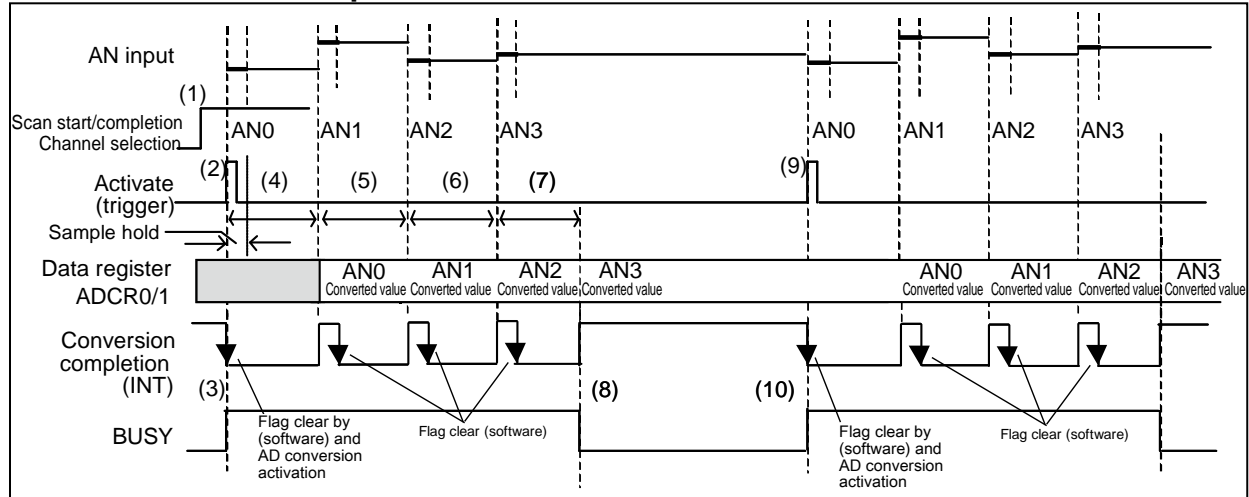 AN input
(1)
Scan start/completion
Channel selection
AN0 AN1 AN2 AN3 AN0 AN1 AN2 AN3
(2) (9)
Activate
(trigger)
(4) (5) (6) (7)
Sample hold
Data register
ADCR0/1
AN0 AN1 AN2 AN3 AN0 AN1 AN2 AN3
Converted value Converted value Converted value Converted value Converted value Converted value Converted value Converted value
Conversion
completion
(INT)
(3) (8) (10)
BUSY
Flag clear by
(software) and
AD conversion
activation
Flag clear (software)
Flag clear by
(software) and
AD conversion
activation
Flag clear (software)